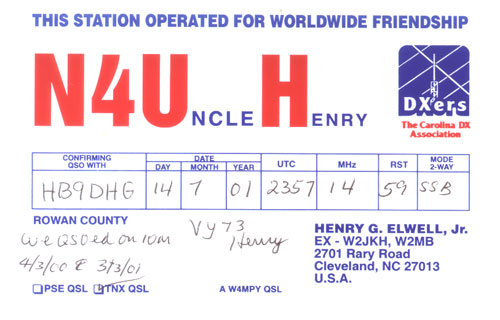 THIS STATION OPERATED FOR WORLDWIDE FRIENDSHIP
N4UNCLE HENRY
DX'ers
The Carolina DX
Association
CONFIRMING QSO WITH DATE DAY MONTH YEAR UTC MHz RST MODE 2-WAY
HB9DHG 14 7 01 2357 14 59 SSB
ROWAN COUNTY
We QSOed on 10m
4/3/00 & 3/3/01
VY 73
Henry
HENRY G. ELWELL, Jr.
EX - W2JKH, W2MB
2701 Rary Road
Cleveland, NC 27013
U.S.A.
PSE QSL TNX QSL
A W4MPY QSL